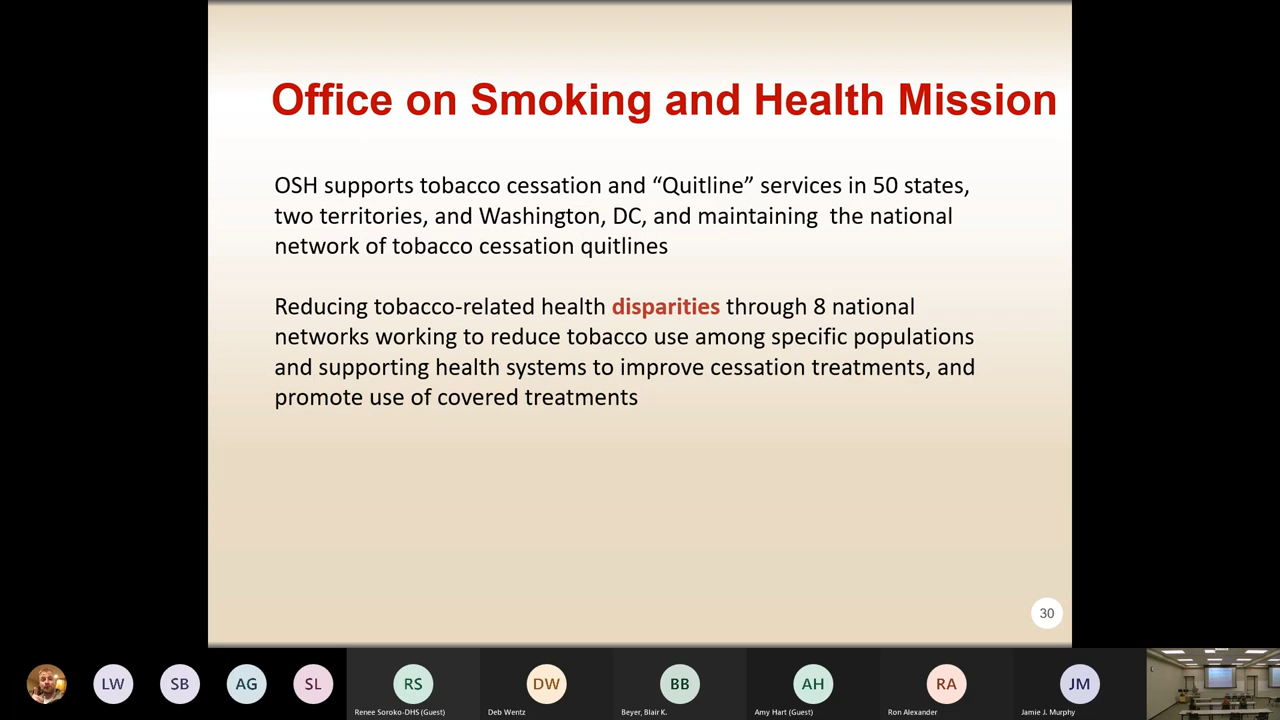 Office on Smoking and Health Mission
OSH supports tobacco cessation and “Quitline” services in 50 states,
two territories, and Washington, DC, and maintaining  the national
network of tobacco cessation quitlines
Reducing tobacco-related health disparities through 8 national
networks working to reduce tobacco use among specific populations
and supporting health systems to improve cessation treatments, and
promote use of covered treatments
30
LW
SB
AG
SL
RS
DW
BB
AH
RA
JM
Renee Soroko-DHS (Guest)
Deb Wentz
Beyer, Blair K.
Amy Hart (Guest)
Ron Alexander
Jamie J. Murphy